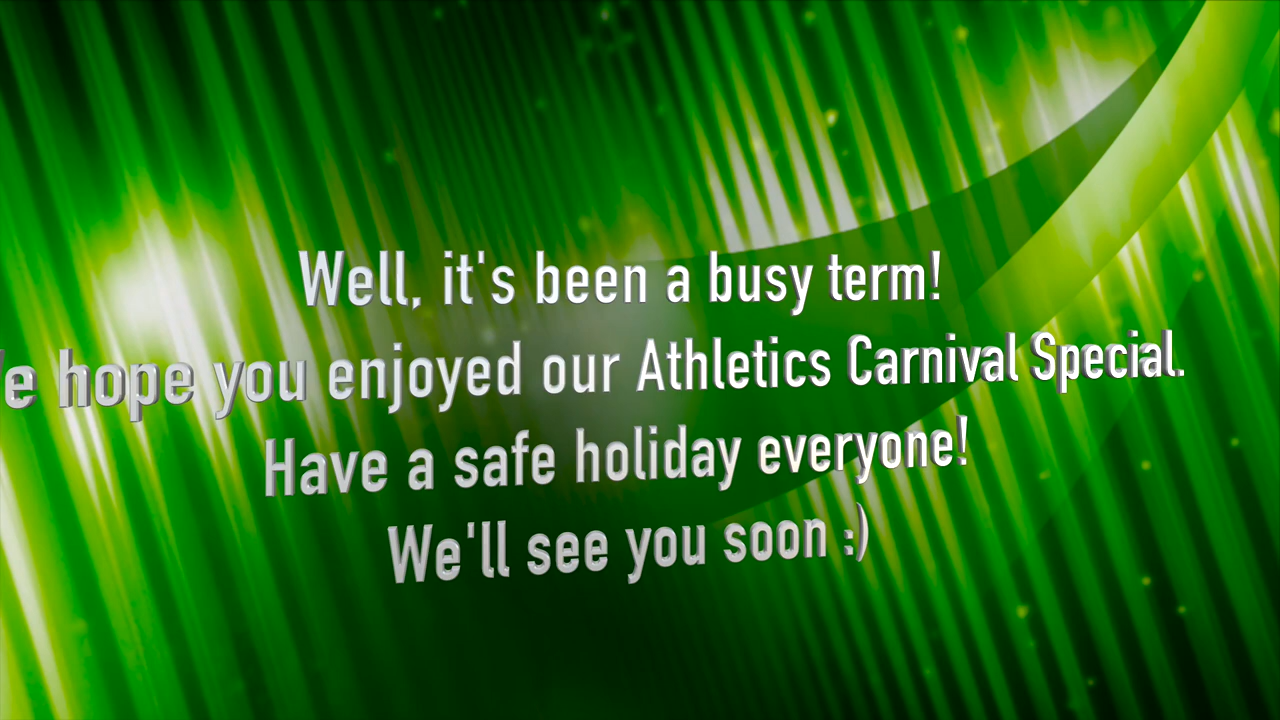 Well, it's been a busy term!
We hope you enjoyed our Athletics Carnival Special.
Have a safe holiday everyone!
We'll see you soon :)